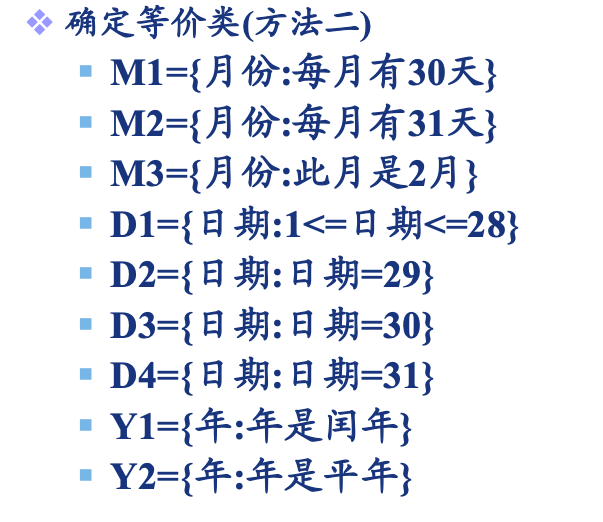 确定等价类(方法二)
M1={月份:每月有30天}
M2={月份:每月有31天}
M3={月份:此月是2月}
D1={日期:1<=日期<=28}
D2={日期:日期=29}
D3={日期:日期=30}
D4={日期:日期=31}
Y1={年:年是闰年}
Y2={年:年是平年}